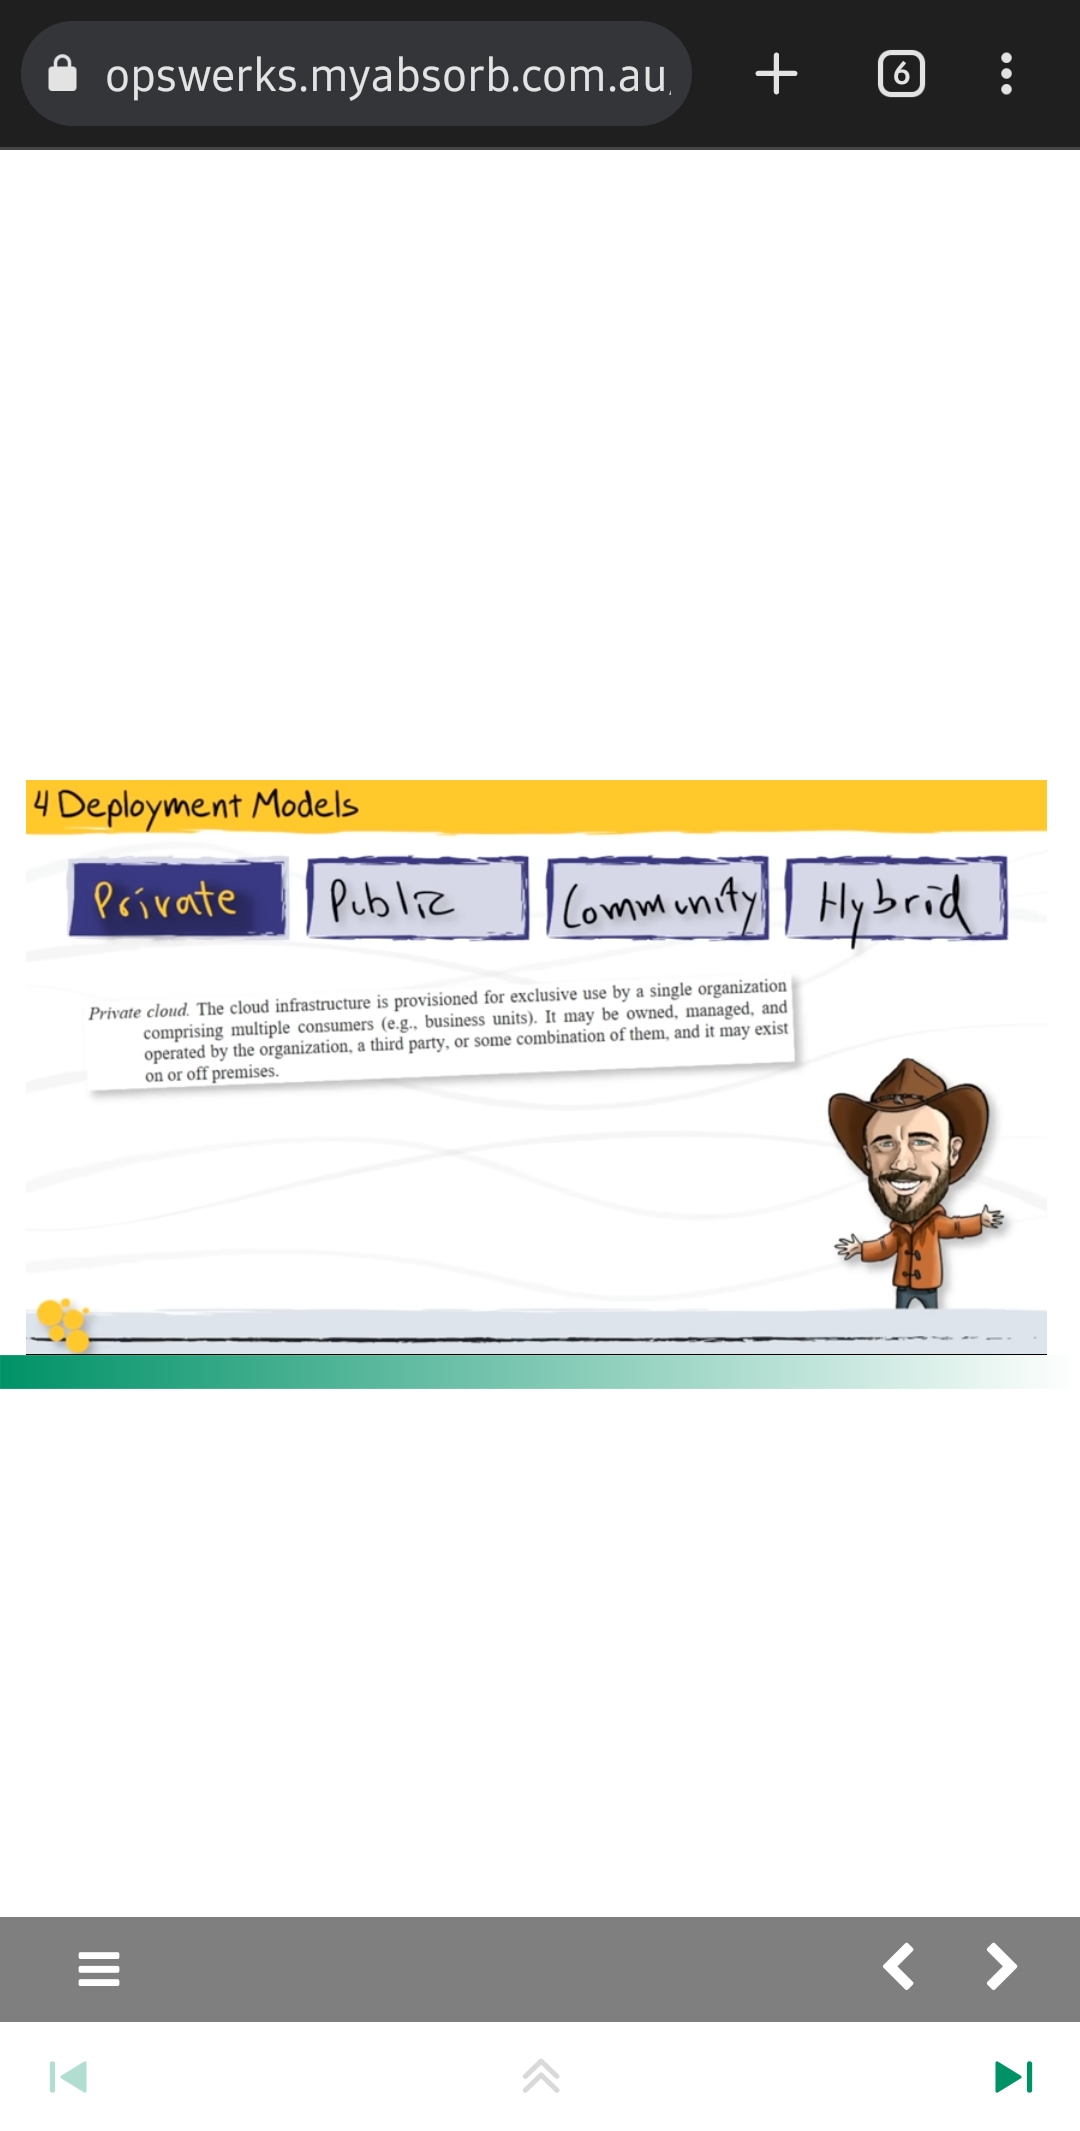 opswerks.myabsorb.com.au
6
4 Deployment Models
Private
Public
Community
Hybrid
Private cloud. The cloud infrastructure is provisioned for exclusive use by a single organization
comprising multiple consumers (e.g., business units). It may be owned, managed, and
operated by the organization, a third party, or some combination of them, and it may exist
on or off premises.